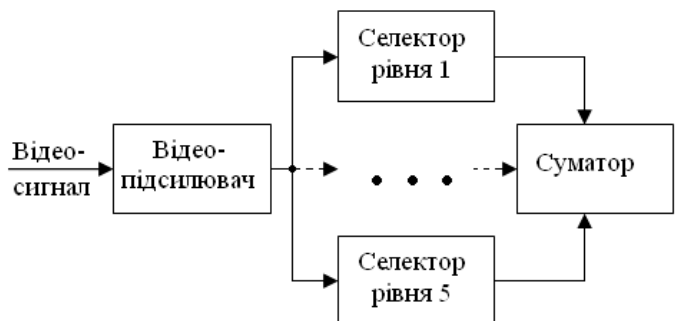 Селектор
рівня 1
Відео-
сигнал
Відео-
підсилювач
Суматор
Селектор
рівня 5